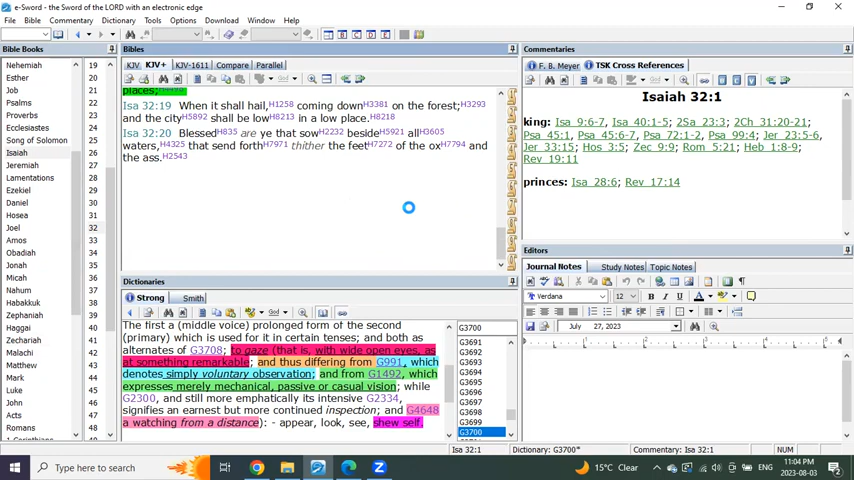 e-Sword - the Sword of the LORD with an electronic edge
File Bible Commentary Dictionary Tools Options Download Window Help
Bible Books
Nehemiah
Esther
Job
Psalms
Proverbs
Ecclesiastes
Song of Solomon
Isaiah
Jeremiah
Lamentations
Ezekiel
Daniel
Hosea
Joel
Amos
Obadiah
Jonah
Micah
Nahum
Habakkuk
Zephaniah
Haggai
Zechariah
Malachi
Matthew
Mark
Luke
John
Acts
Romans
19
20
21
22
23
24
25
26
27
28
29
30
31
32
33
34
35
36
37
38
39
40
41
42
43
44
45
46
47
48
Bibles
KJV KJV+ KJV-1611 Compare Parallel
places;
Isa 32:19 When it shall hail,H1258 coming downH3381 on the forest;H3293
and the cityH5892 shall be lowH8213 in a low place.H8218
Isa 32:20 BlessedH835 are ye that sowH2232 besideH5921 allH3605
waters,H4325 that send forthH7971 thither the feetH7272 of the oxH7794 and
the ass.H2543
Dictionaries
Strong Smith
The first a (middle voice) prolonged form of the second
(primary) which is used for it in certain tenses; and both as
alternates of G3708; to gaze (that is, with wide open eyes, as
at something remarkable; and thus differing from G991, which
denotes simply voluntary observation; and from G1492, which
expresses merely mechanical, passive or casual vision; while
G2300, and still more emphatically its intensive G2334,
signifies an earnest but more continued inspection; and G4648
a watching from a distance): - appear, look, see, shew self.
G3700
G3691
G3692
G3693
G3694
G3695
G3696
G3697
G3698
G3699
G3700
Commentaries
F. B. Meyer TSK Cross References
Isaiah 32:1
king: Isa 9:6-7, Isa 40:1-5, 2Sa 23:3; 2Ch 31:20-21;
Psa 45:1, Psa 45:6-7, Psa 72:1-2, Psa 99:4; Jer 23:5-6,
Jer 33:15; Hos 3:5; Zec 9:9; Rom 5:21; Heb 1:8-9;
Rev 19:11
princes: Isa 28:6; Rev 17:14
Editors
Journal Notes Study Notes Topic Notes
Verdana 12 B I U A
July 27, 2023
Isa 32:1 Dictionary: G3700* Commentary: Isa 32:1 NUM
Type here to search
15°C Clear
ENG
11:04 PM
2023-08-03